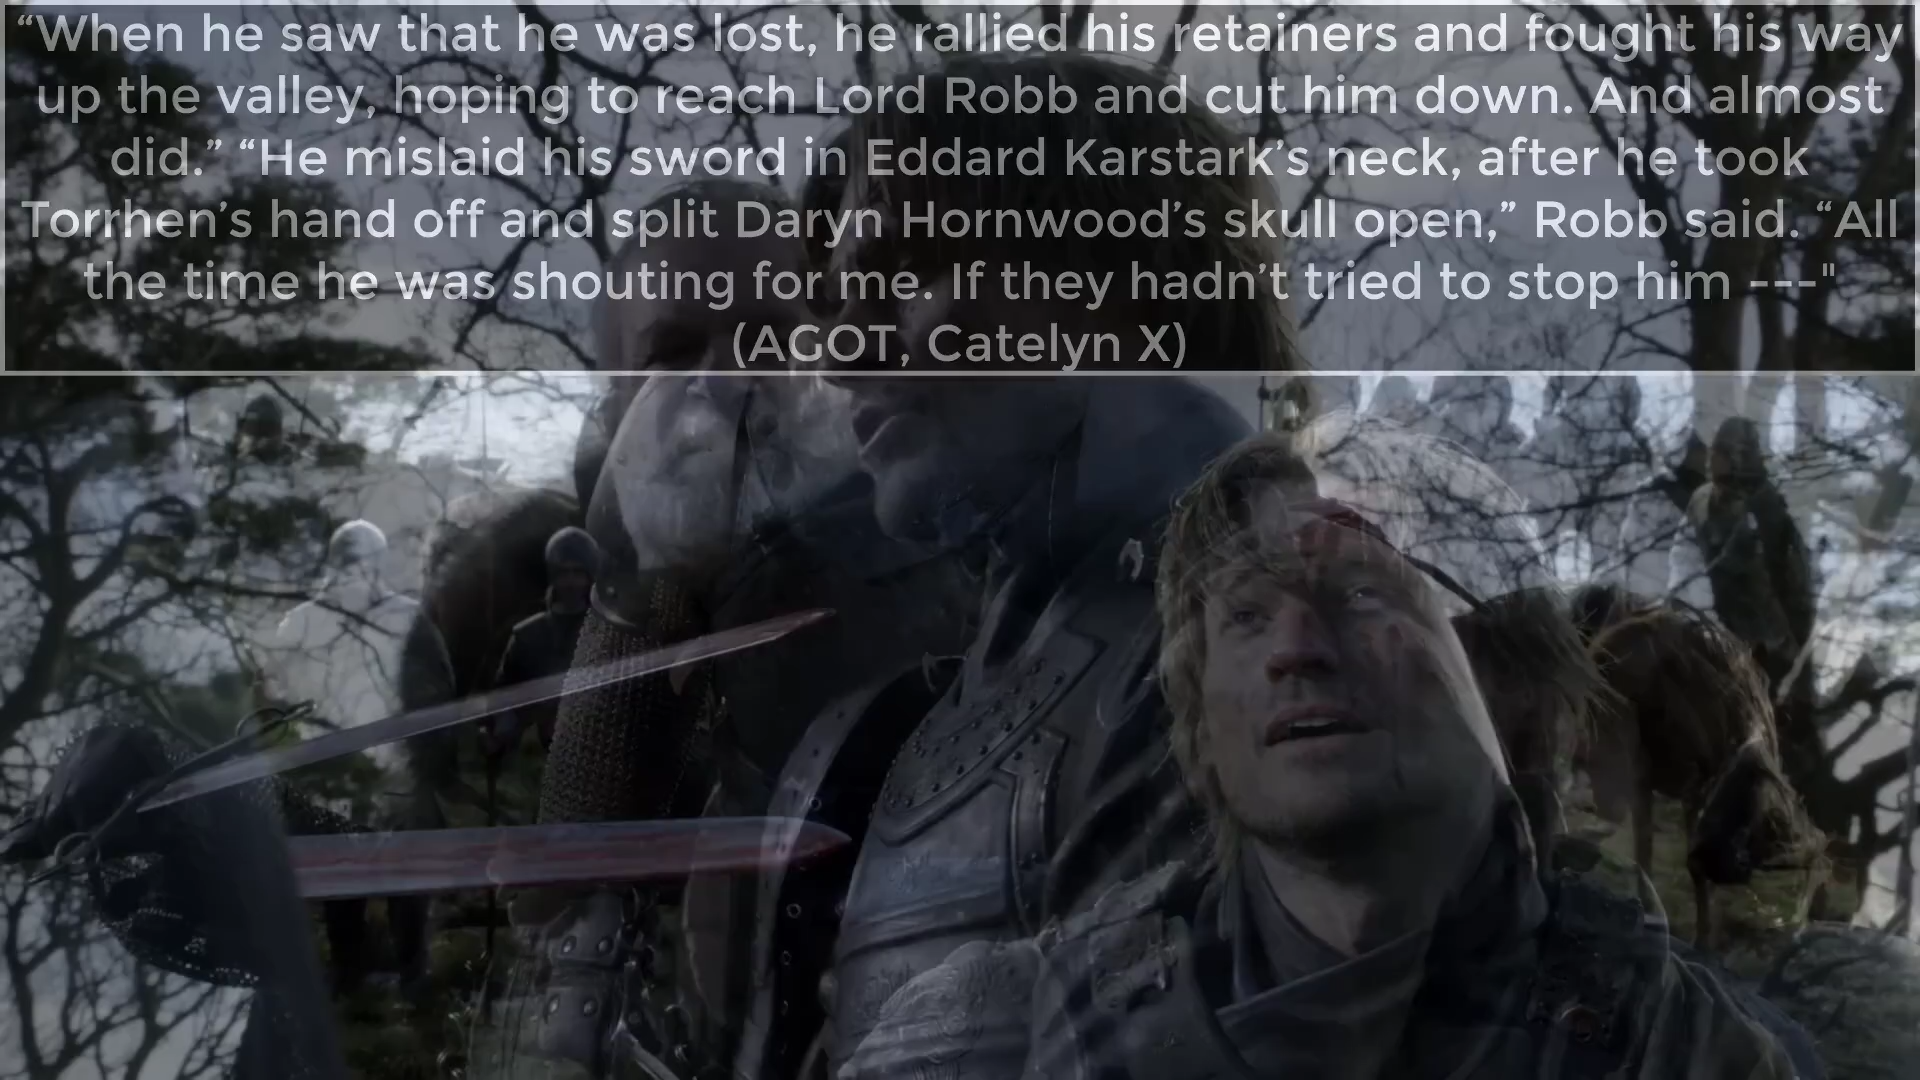 “When he saw that he was lost, he rallied his retainers and fought his way
up the valley, hoping to reach Lord Robb and cut him down. And almost
did.” “He mislaid his sword in Eddard Karstark’s neck, after he took
Torrhen’s hand off and split Daryn Hornwood’s skull open,” Robb said. “All
the time he was shouting for me. If they hadn’t tried to stop him ---"
(AGOT, Catelyn X)